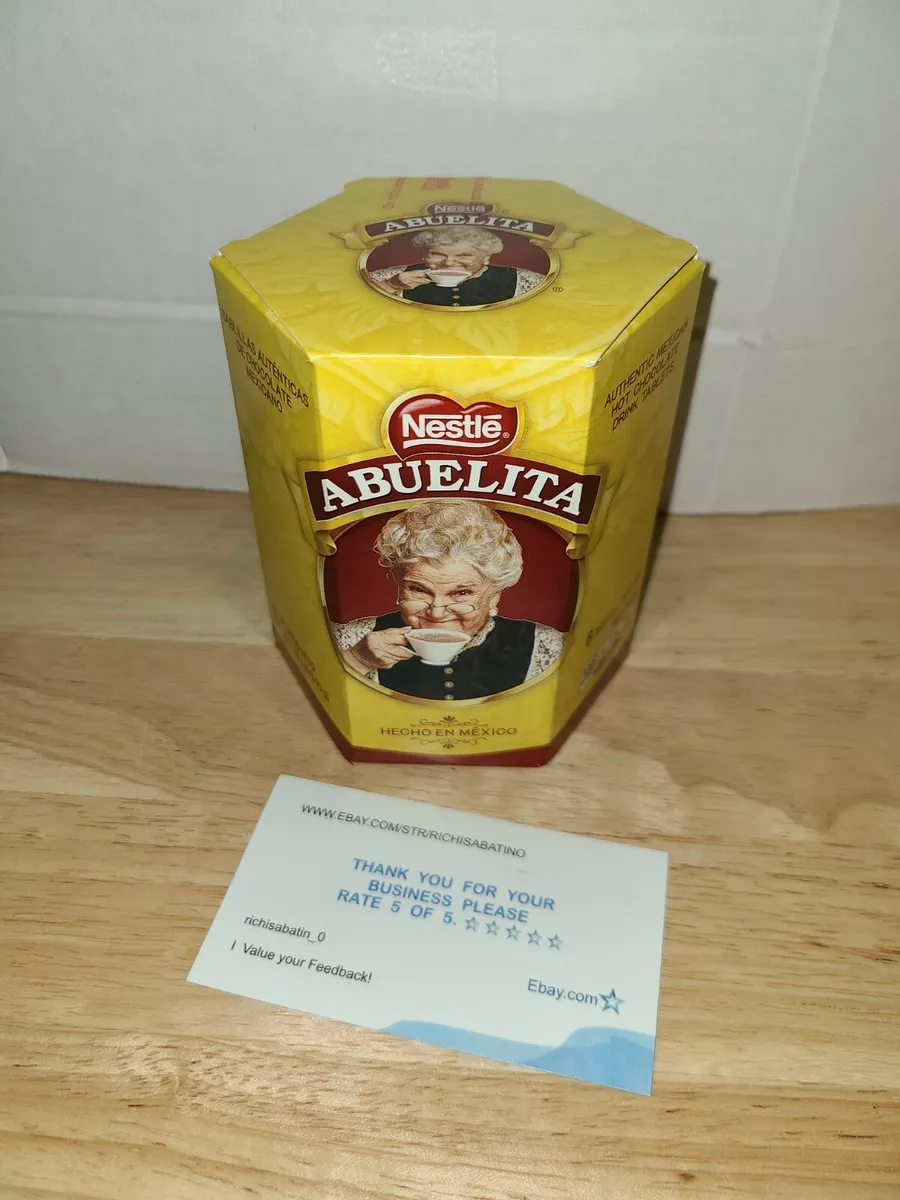 Nestlé
ABUELITA
®
TABLILLAS AUTÉNTICAS
DE CHOCOLATE
MEXICANO
AUTHENTIC MEXICAN
HOT CHOCOLATE
DRINK TABLETS
Nestlé®
ABUELITA
HECHO EN MÉXICO
WWW.EBAY.COM/STR/RICHISABATINO
THANK YOU FOR YOUR
BUSINESS PLEASE
RATE 5 OF 5. ☆☆☆☆☆
richisabatin_0
I Value your Feedback!
Ebay.com☆